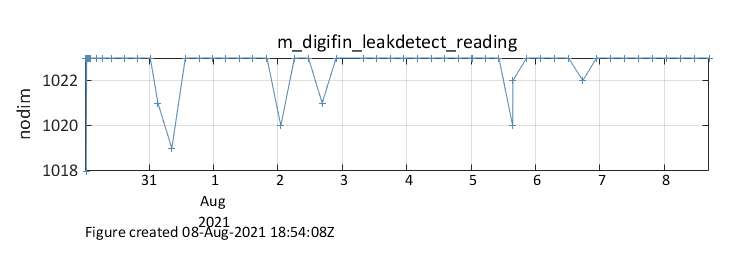 m_digifin_leakdetect_reading
nodim
1022
1020
1018
31 1 2 3 4 5 6 7 8
Aug
2021
Figure created 08-Aug-2021 18:54:08Z